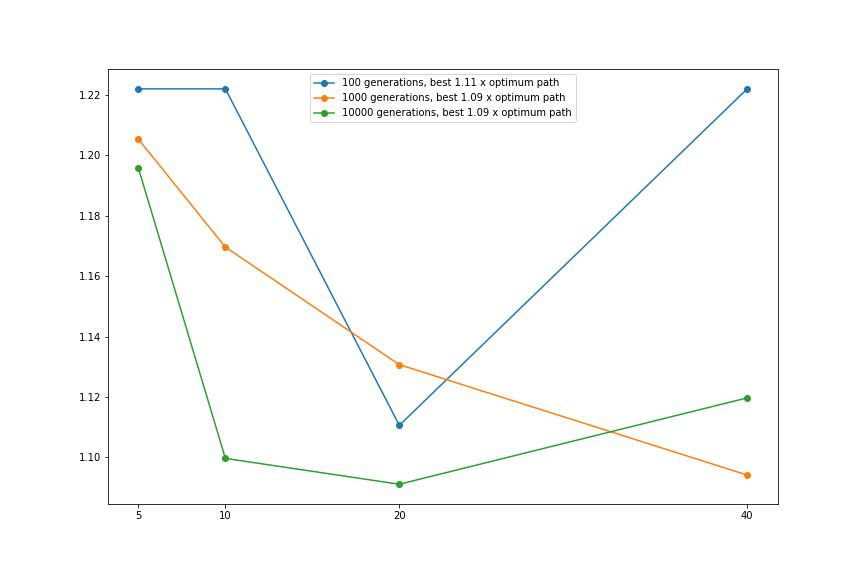 100 generations, best 1.11 x optimum path
1000 generations, best 1.09 x optimum path
10000 generations, best 1.09 x optimum path
1.22
1.20
1.18
1.16
1.14
1.12
1.10
5 10 20 40